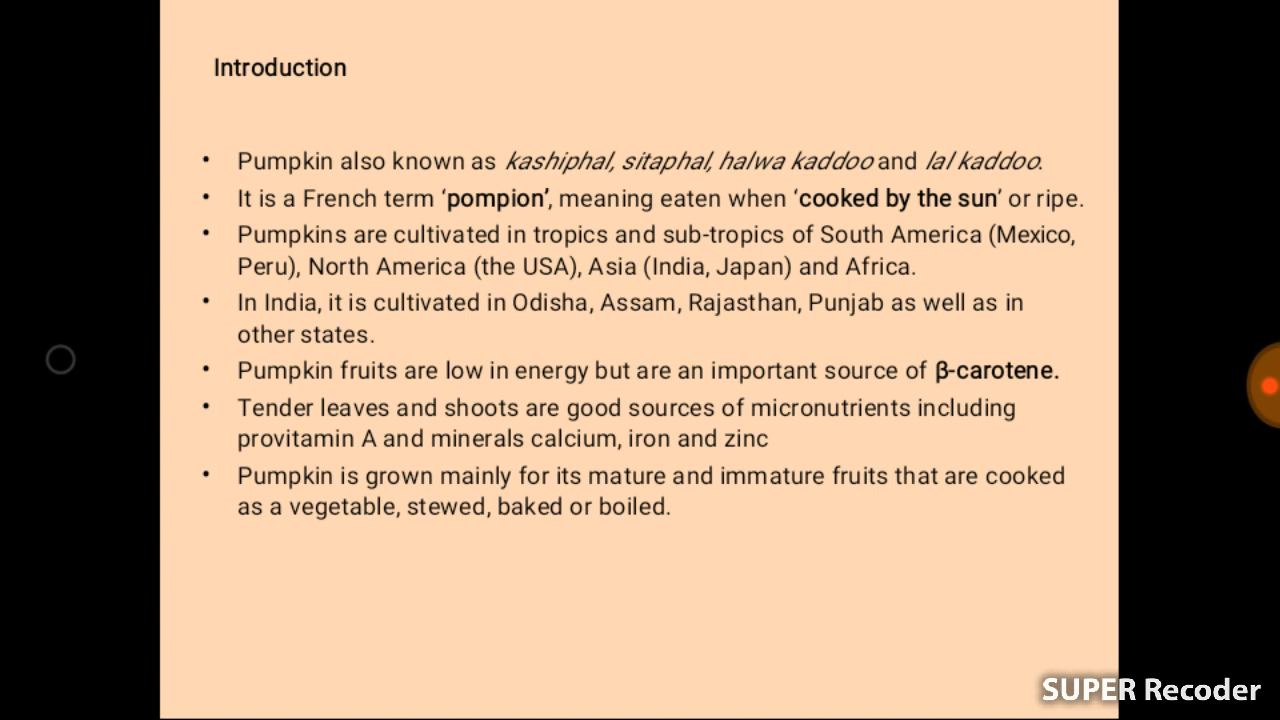 Introduction
• Pumpkin also known as kashiphal, sitaphal, halwa kaddoo and lal kaddoo.
• It is a French term ‘pompion’, meaning eaten when ‘cooked by the sun’ or ripe.
• Pumpkins are cultivated in tropics and sub-tropics of South America (Mexico,
Peru), North America (the USA), Asia (India, Japan) and Africa.
• In India, it is cultivated in Odisha, Assam, Rajasthan, Punjab as well as in
other states.
• Pumpkin fruits are low in energy but are an important source of β-carotene.
• Tender leaves and shoots are good sources of micronutrients including
provitamin A and minerals calcium, iron and zinc
• Pumpkin is grown mainly for its mature and immature fruits that are cooked
as a vegetable, stewed, baked or boiled.
SUPER Recoder